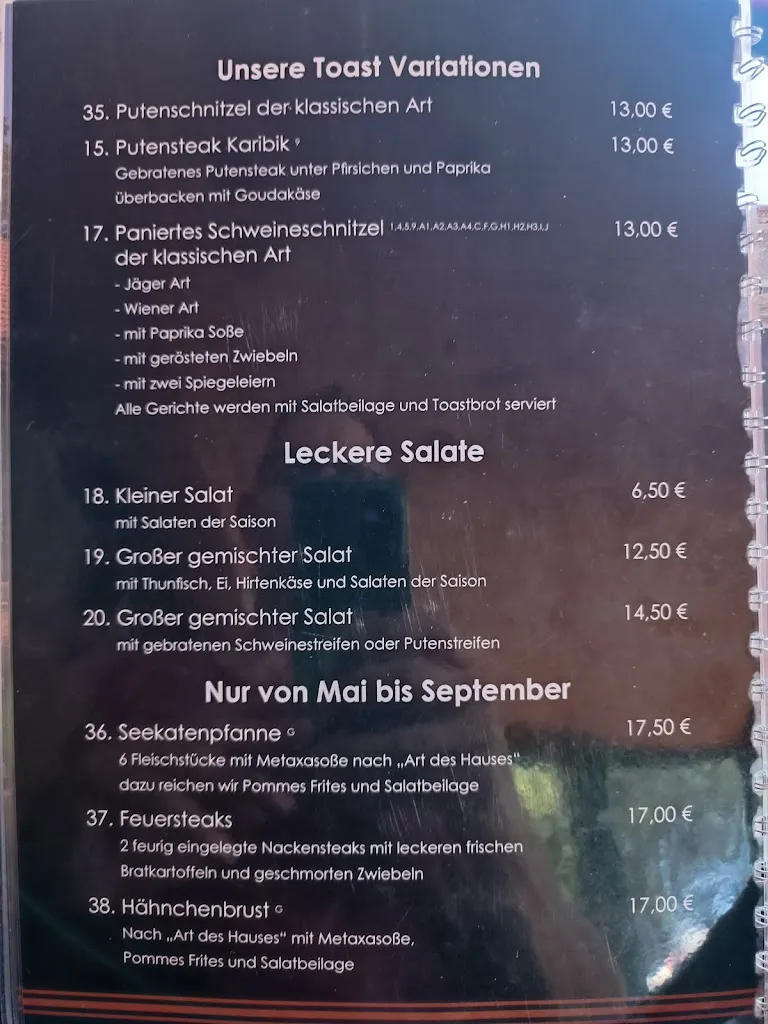 Unsere Toast Variationen
35. Putenschnitzel der klassischen Art 13,00 €
15. Putensteak Karibik 9 13,00 €
Gebratenes Putensteak unter Pfirsichen und Paprika
überbacken mit Goudakäse
17. Paniertes Schweineschnitzel 1,4,5,9,A1,A2,A3,A4,C,F,G,H1,H2,H3,I,J 13,00 €
der klassischen Art
- Jäger Art
- Wiener Art
- mit Paprika Soße
- mit gerösteten Zwiebeln
- mit zwei Spiegeleiern
Alle Gerichte werden mit Salatbeilage und Toastbrot serviert
Leckere Salate
18. Kleiner Salat 6,50 €
mit Salaten der Saison
19. Großer gemischter Salat 12,50 €
mit Thunfisch, Ei, Hirtenkäse und Salaten der Saison
20. Großer gemischter Salat 14,50 €
mit gebratenen Schweinestreifen oder Putenstreifen
Nur von Mai bis September
36. Seekatenpfanne G 17,50 €
6 Fleischstücke mit Metaxasoße nach „Art des Hauses“
dazu reichen wir Pommes Frites und Salatbeilage
37. Feuersteaks 17,00 €
2 feurig eingelegte Nackensteaks mit leckeren frischen
Bratkartoffeln und geschmorten Zwiebeln
38. Hähnchenbrust G 17,00 €
Nach „Art des Hauses“ mit Metaxasoße,
Pommes Frites und Salatbeilage